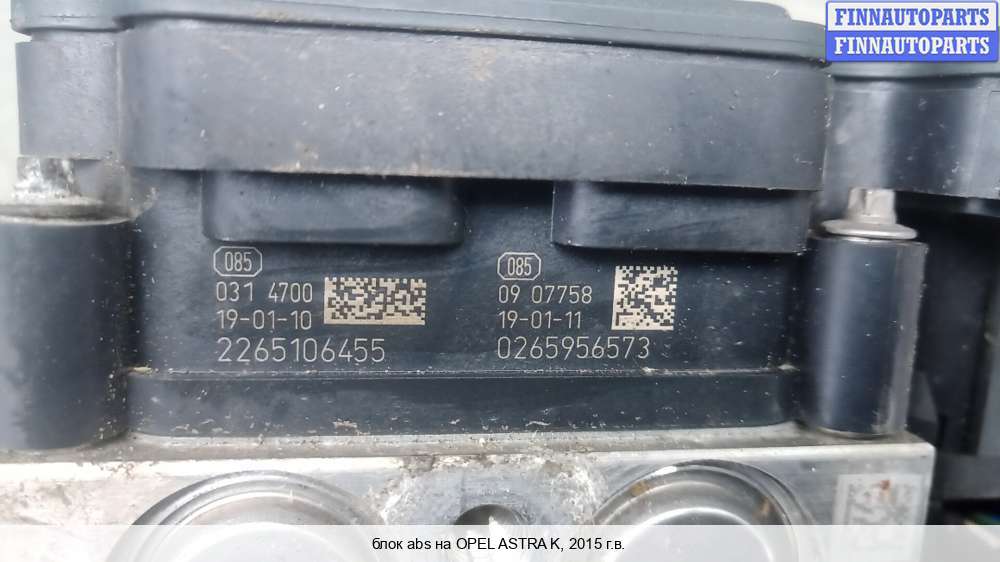 FINNAUTOPARTS
FINNAUTOPARTS
085
031 4700
19-01-10
2265106455
085
09 07758
19-01-11
0265956573
блок abs на OPEL ASTRA K, 2015 г.в.